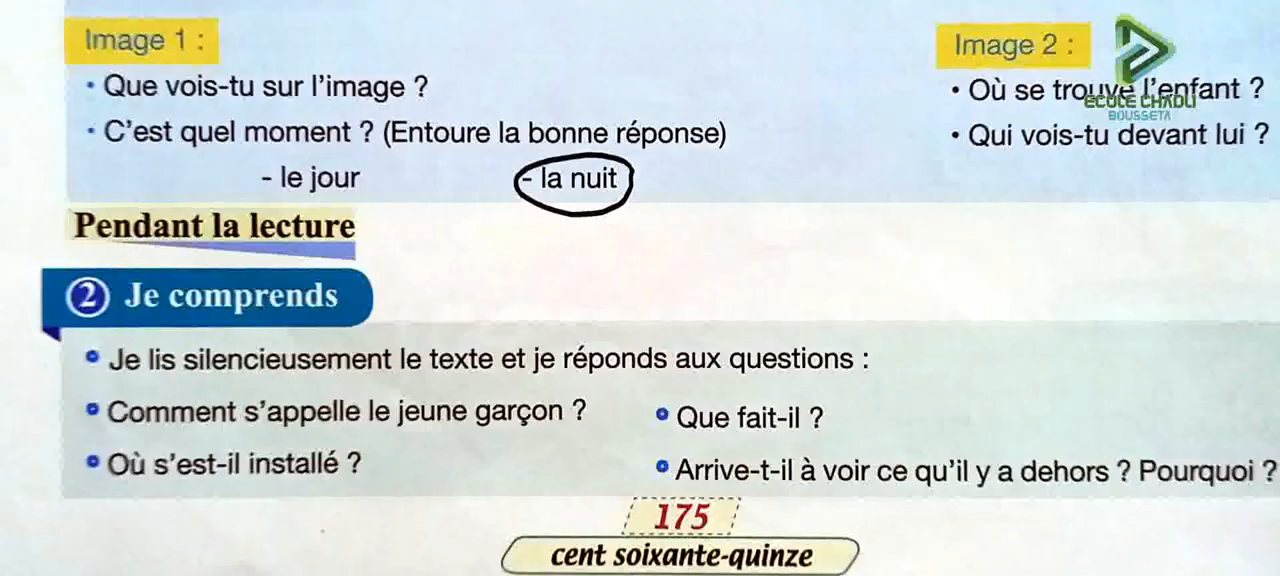 Image 1 :
• Que vois-tu sur l'image ?
• C'est quel moment ? (Entoure la bonne réponse)
- le jour - la nuit
Image 2 :
• Où se trouve l'enfant ?
• Qui vois-tu devant lui ?
ECOLE CHADLI
BOUSSETA
Pendant la lecture
2 Je comprends
• Je lis silencieusement le texte et je réponds aux questions :
• Comment s'appelle le jeune garçon ?
• Où s'est-il installé ?
• Que fait-il ?
• Arrive-t-il à voir ce qu'il y a dehors ? Pourquoi ?
175
cent soixante-quinze